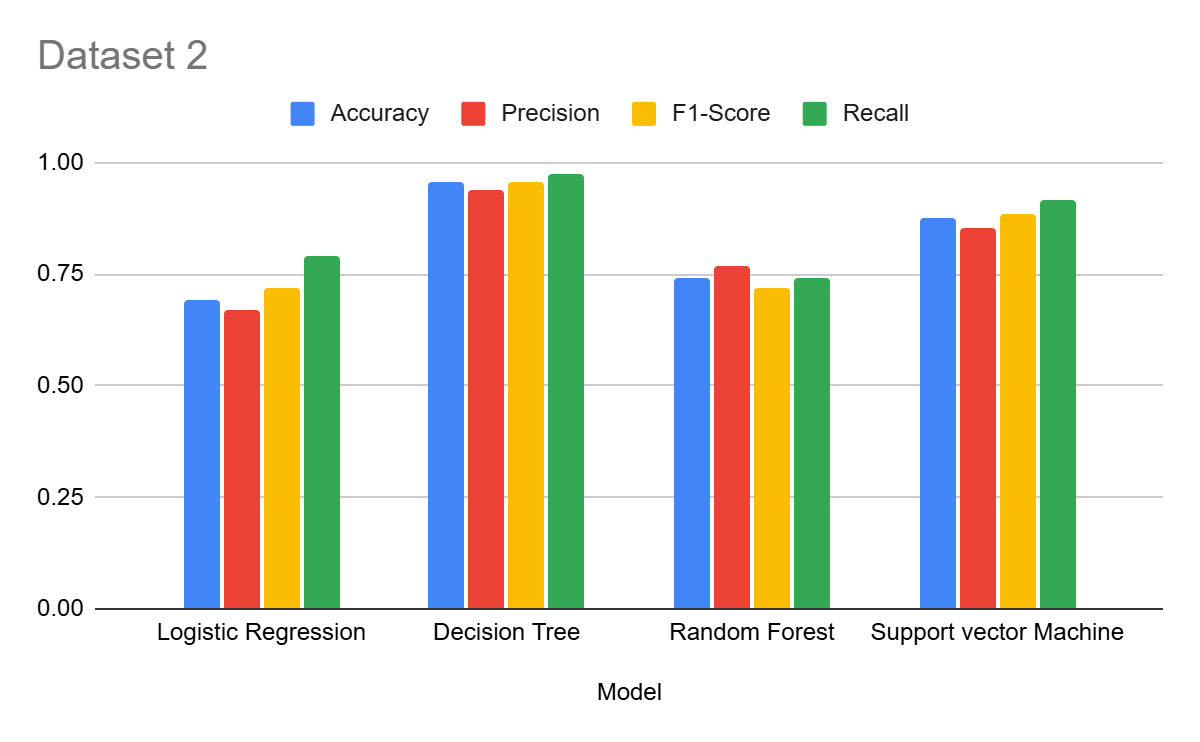 Dataset 2
Accuracy Precision F1-Score Recall
1.00
0.75
0.50
0.25
0.00
Logistic Regression Decision Tree Random Forest Support vector Machine
Model